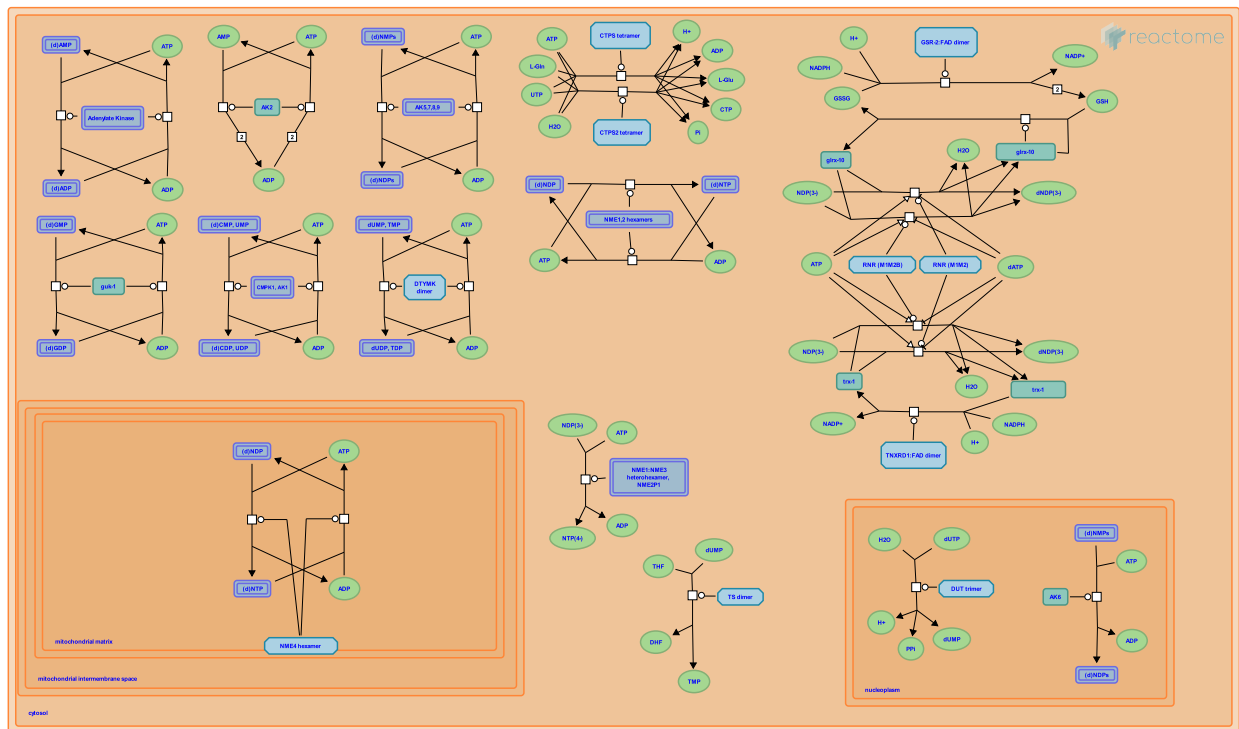 reactome
(d)AMP
ATP
Adenylate Kinase
(d)ADP
ADP
AMP
ATP
AK2
2
2
ADP
(d)NMPs
ATP
AK5,7,8,9
(d)NDPs
ADP
ATP
L-Gln
UTP
H2O
CTPS tetramer
CTPS2 tetramer
H+
ADP
L-Glu
CTP
Pi
H+
NADPH
GSSG
GSR-2:FAD dimer
NADP+
2
GSH
glrx-10
H2O
glrx-10
NDP(3-)
dNDP(3-)
ATP
RNR (M1M2B)
RNR (M1M2)
dATP
NDP(3-)
dNDP(3-)
trx-1
H2O
trx-1
NADP+
NADPH
H+
TNXRD1:FAD dimer
(d)NDP
(d)NTP
NME1,2 hexamers
ATP
ADP
(d)GMP
ATP
guk-1
(d)GDP
ADP
(d)CMP, UMP
ATP
CMPK1, AK1
(d)CDP, UDP
ADP
dUMP, TMP
ATP
DTYMK
dimer
dUDP, TDP
ADP
(d)NDP
ATP
(d)NTP
ADP
NME4 hexamer
mitochondrial matrix
mitochondrial intermembrane space
cytosol
NDP(3-)
ATP
NME1:NME3
heterohexamer,
NME2P1
NTP(4-)
ADP
THF
dUMP
TS dimer
DHF
TMP
H2O
dUTP
DUT trimer
H+
PPi
dUMP
(d)NMPs
ATP
AK6
ADP
(d)NDPs
nucleoplasm